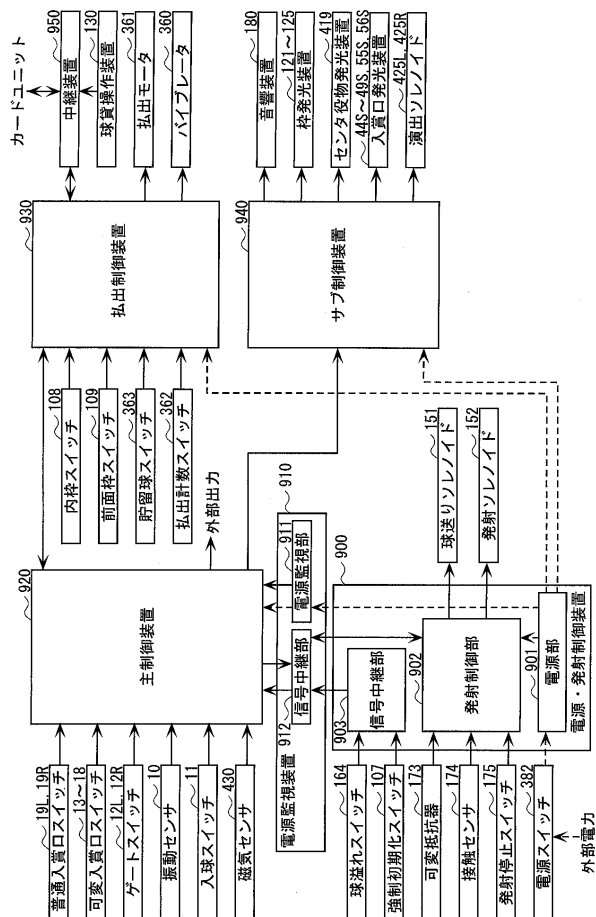 普通入賞口スイッチ
19L, 19R
可変入賞口スイッチ
13～18
ゲートスイッチ
12L, 12R
振動センサ
10
入球スイッチ
11
磁気センサ
430
電源監視装置
球溢れスイッチ
164
強制初期化スイッチ
107
可変抵抗器
173
接触センサ
174
発射停止スイッチ
175
電源スイッチ
382
外部電力
920
主制御装置
912
信号中継部
911
電源監視部
910
903
信号中継部
902
発射制御部
901
電源部
電源・発射制御装置
900
外部出力
内枠スイッチ
108
前面枠スイッチ
109
貯留球スイッチ
363
払出計数スイッチ
362
球送りソレノイド
151
発射ソレノイド
152
930
払出制御装置
940
サブ制御装置
カードユニット
中継装置
950
球貸操作装置
130
払出モータ
361
バイブレータ
360
音響装置
180
枠発光装置
121～125
センタ役物発光装置
419
入賞口発光装置
44S～49S, 55S, 56S
演出ソレノイド
425L, 425R